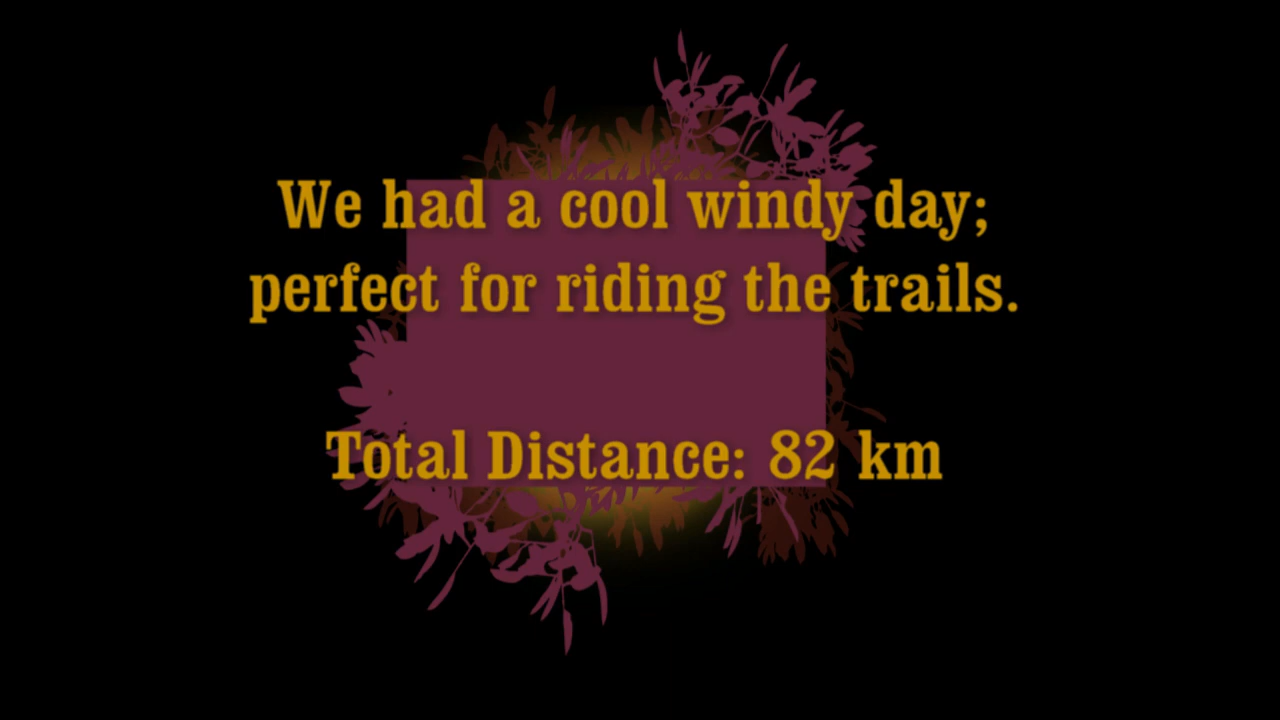 We had a cool windy day;
perfect for riding the trails.
Total Distance: 82 km